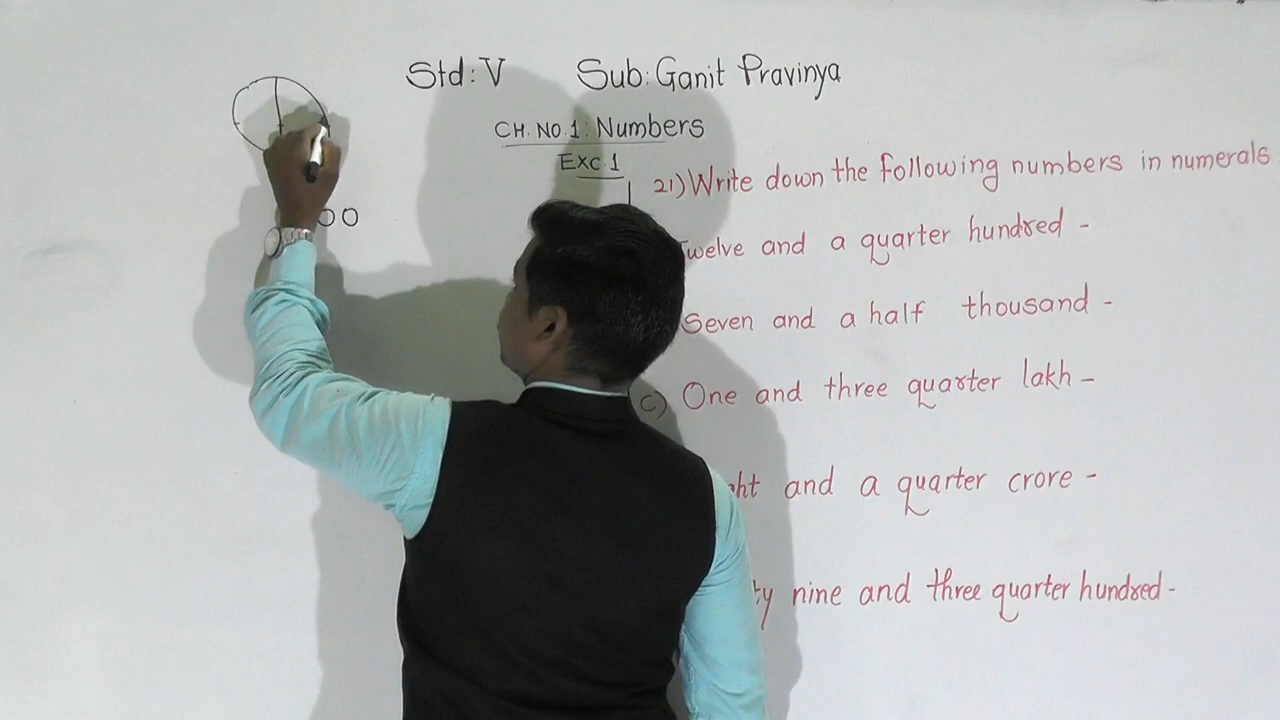 Std: V Sub: Ganit Pravinya
CH. NO. 1: Numbers
Exc. 1
21) Write down the following numbers in numerals
Twelve and a quarter hundred -
Seven and a half thousand -
c) One and three quarter lakh -
and a quarter crore -
nine and three quarter hundred -